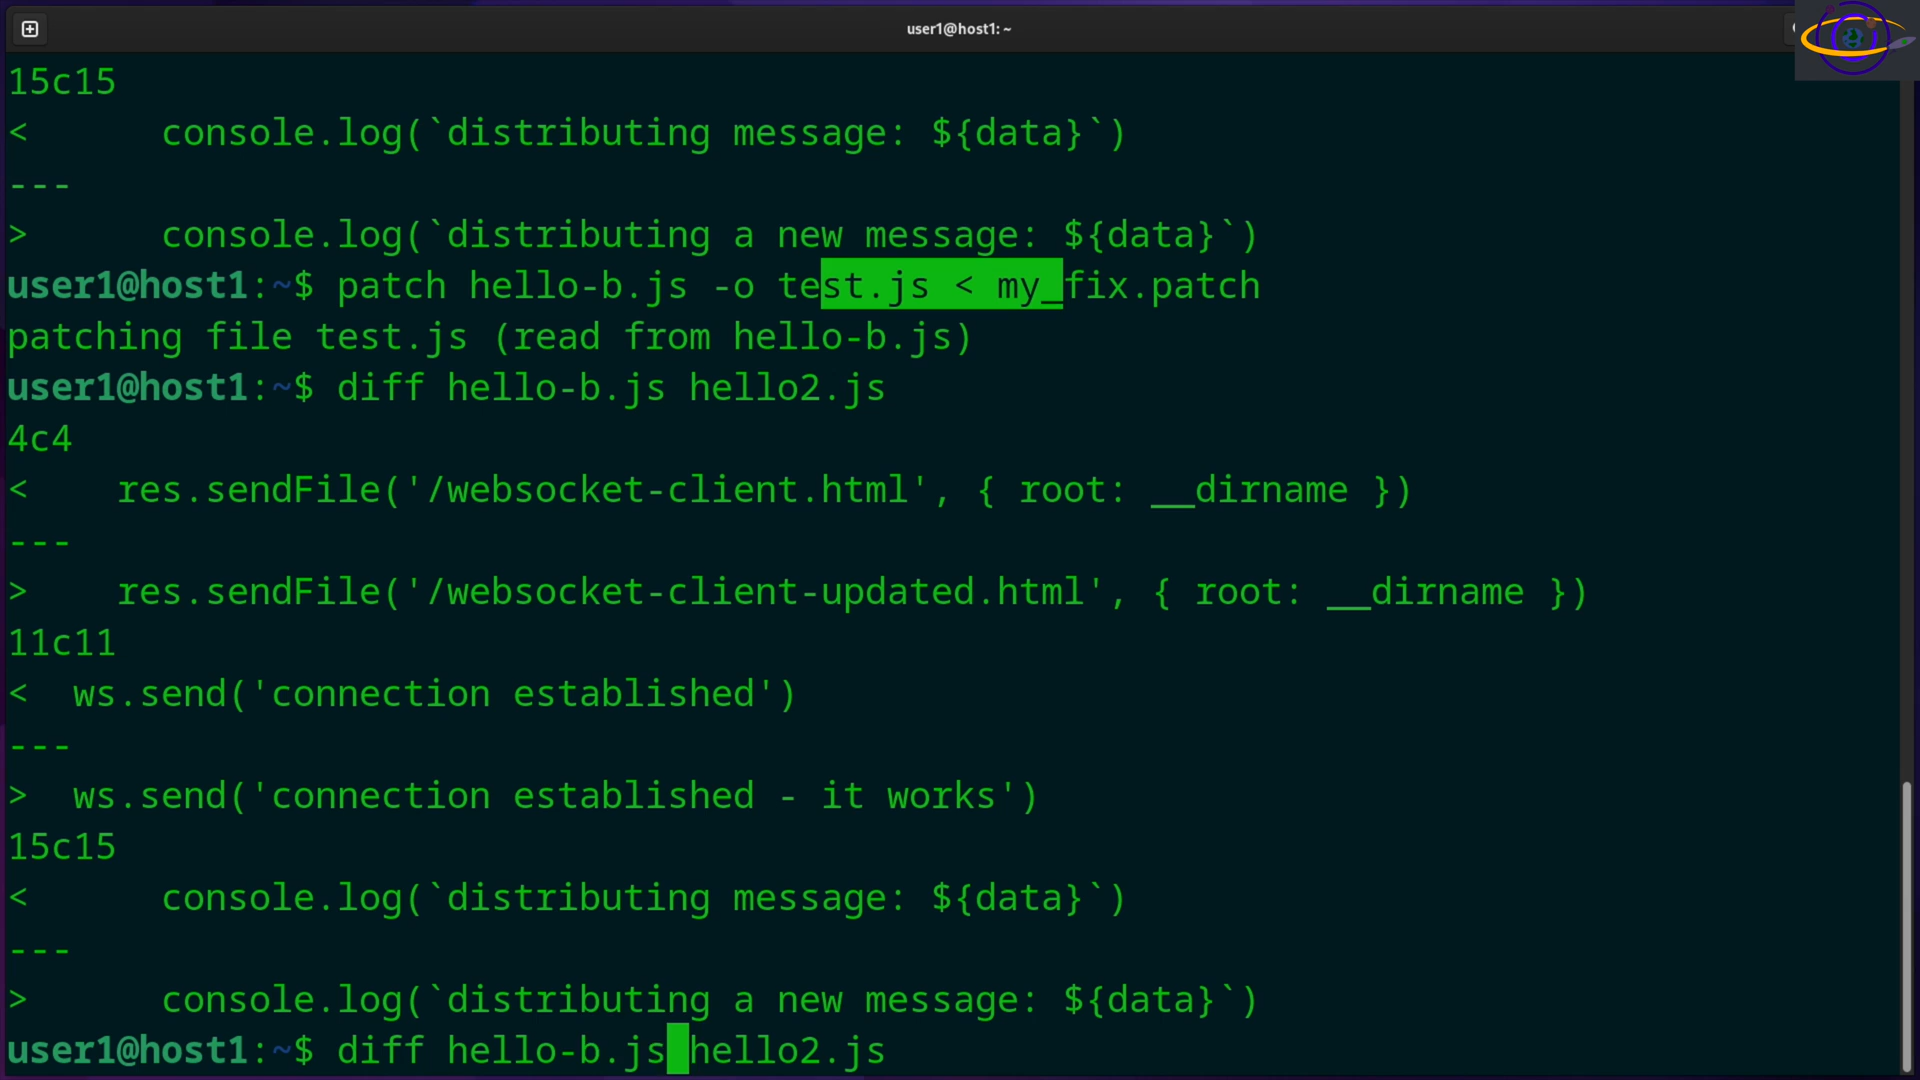 user1@host1: ~
15c15
<      console.log(`distributing message: ${data}`)
---
>      console.log(`distributing a new message: ${data}`)
user1@host1:~$ patch hello-b.js -o test.js < my_fix.patch
patching file test.js (read from hello-b.js)
user1@host1:~$ diff hello-b.js hello2.js
4c4
<    res.sendFile('/websocket-client.html', { root: __dirname })
---
>    res.sendFile('/websocket-client-updated.html', { root: __dirname })
11c11
<  ws.send('connection established')
---
>  ws.send('connection established - it works')
15c15
<      console.log(`distributing message: ${data}`)
---
>      console.log(`distributing a new message: ${data}`)
user1@host1:~$ diff hello-b.js hello2.js